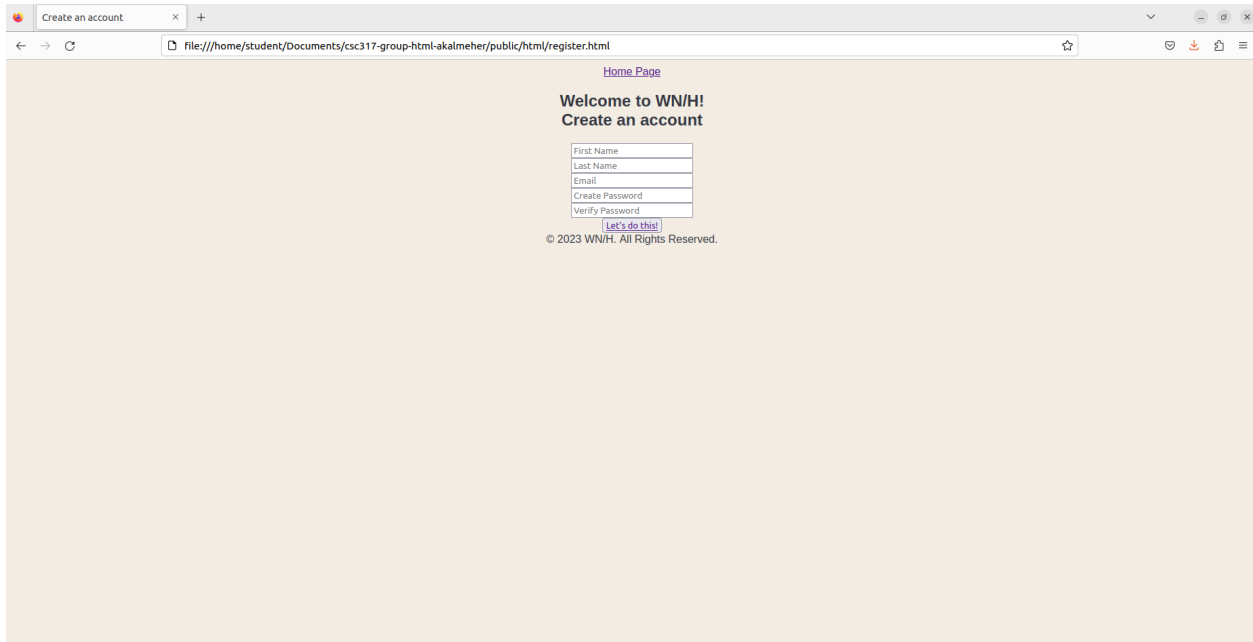 Create an account
file:///home/student/Documents/csc317-group-html-akalmeher/public/html/register.html
Home Page
Welcome to WN/H!
Create an account
First Name
Last Name
Email
Create Password
Verify Password
Let's do this!
© 2023 WN/H. All Rights Reserved.